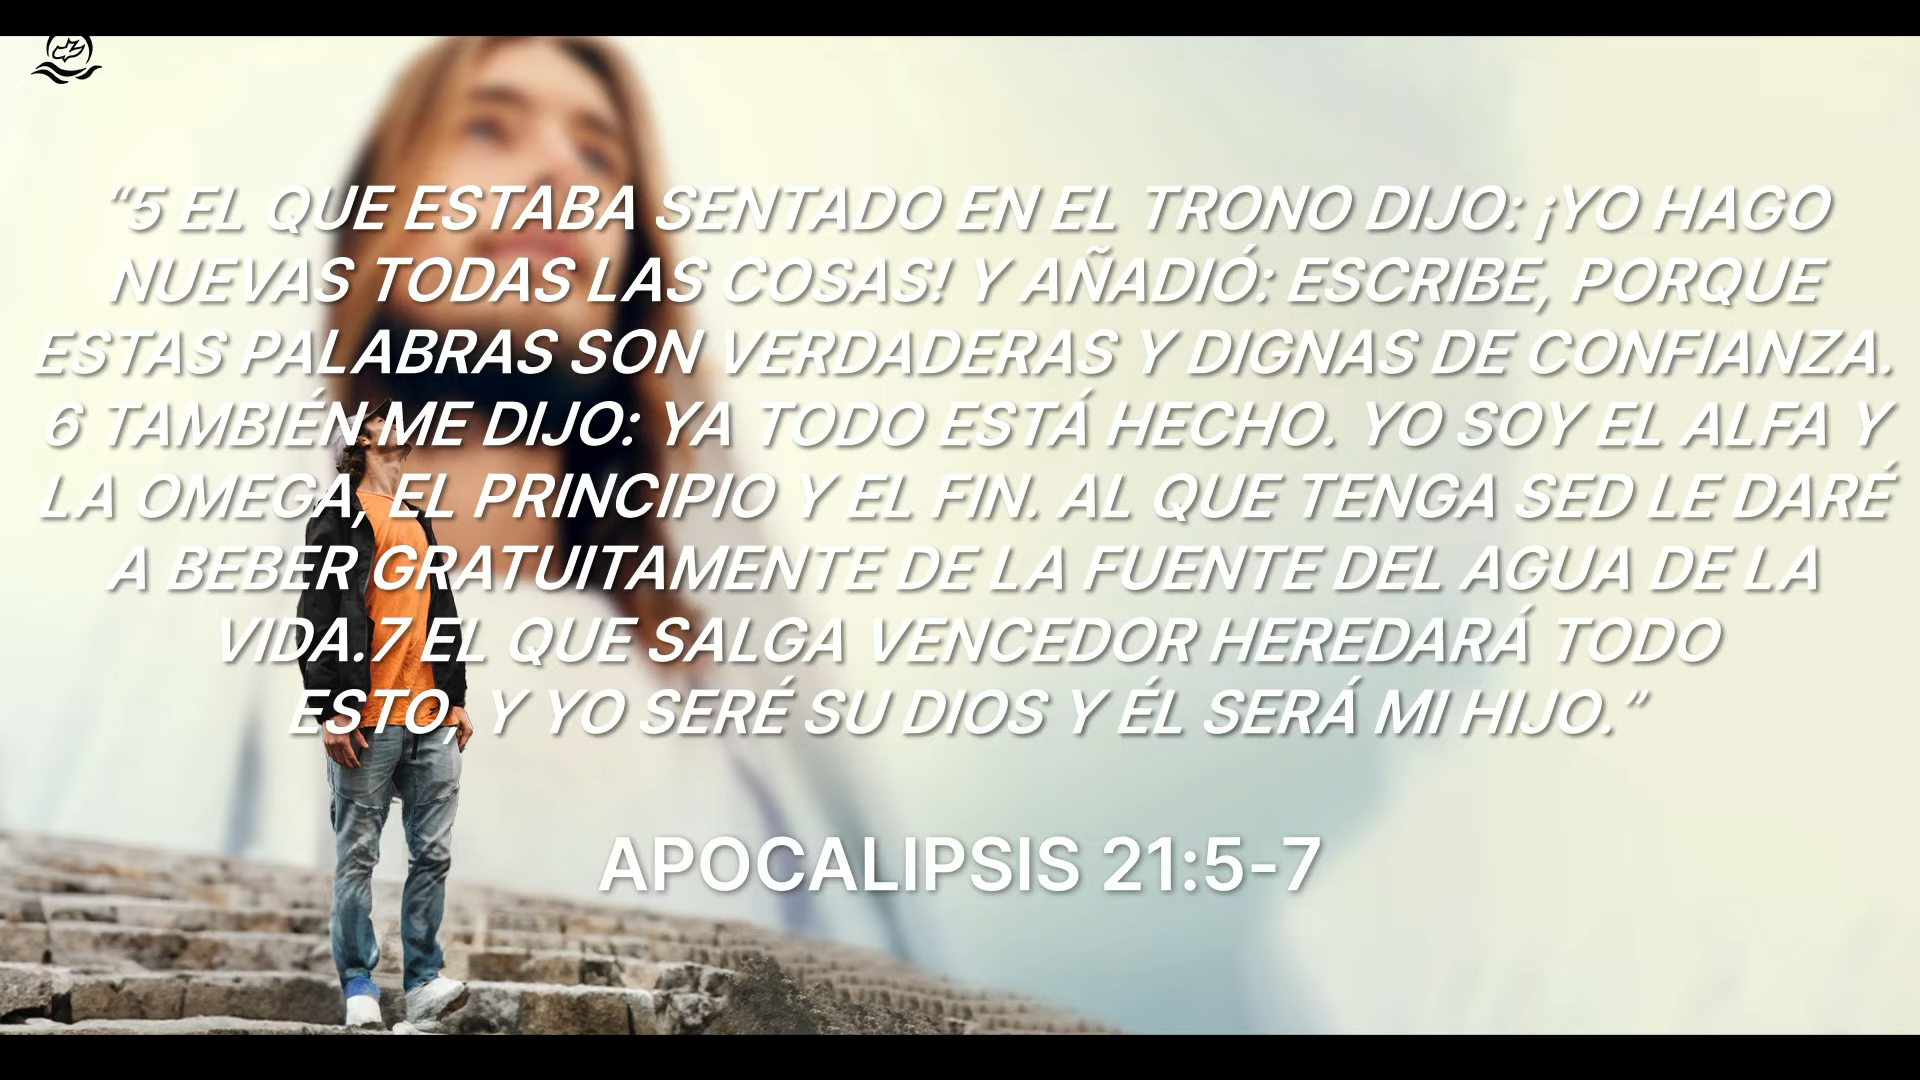 “5 EL QUE ESTABA SENTADO EN EL TRONO DIJO: ¡YO HAGO
NUEVAS TODAS LAS COSAS! Y AÑADIÓ: ESCRIBE, PORQUE
ESTAS PALABRAS SON VERDADERAS Y DIGNAS DE CONFIANZA.
6 TAMBIÉN ME DIJO: YA TODO ESTÁ HECHO. YO SOY EL ALFA Y
LA OMEGA, EL PRINCIPIO Y EL FIN. AL QUE TENGA SED LE DARÉ
A BEBER GRATUITAMENTE DE LA FUENTE DEL AGUA DE LA
VIDA.7 EL QUE SALGA VENCEDOR HEREDARÁ TODO
ESTO, Y YO SERÉ SU DIOS Y ÉL SERÁ MI HIJO.”
APOCALIPSIS 21:5-7